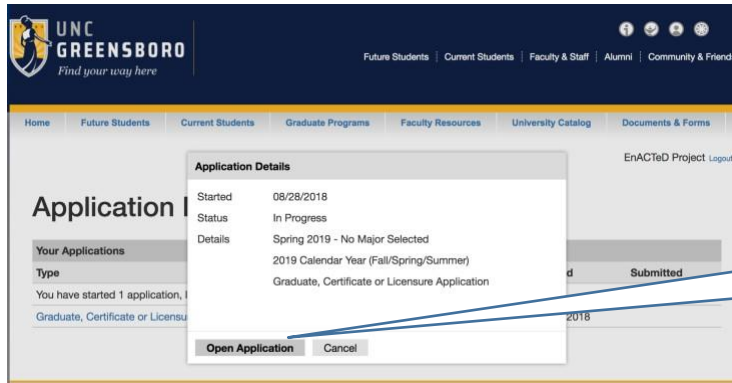 UNC
GREENSBORO
Find your way here
Future Students Current Students Faculty & Staff Alumni Community & Friend
Home Future Students Current Students Graduate Programs Faculty Resources University Catalog Documents & Forms
EnACTeD Project Logout
Application
Application Details
Started 08/28/2018
Status In Progress
Details Spring 2019 - No Major Selected
2019 Calendar Year (Fall/Spring/Summer)
Graduate, Certificate or Licensure Application
Open Application Cancel
Your Applications
Type d Submitted
You have started 1 application,
Graduate, Certificate or Licensu 2018